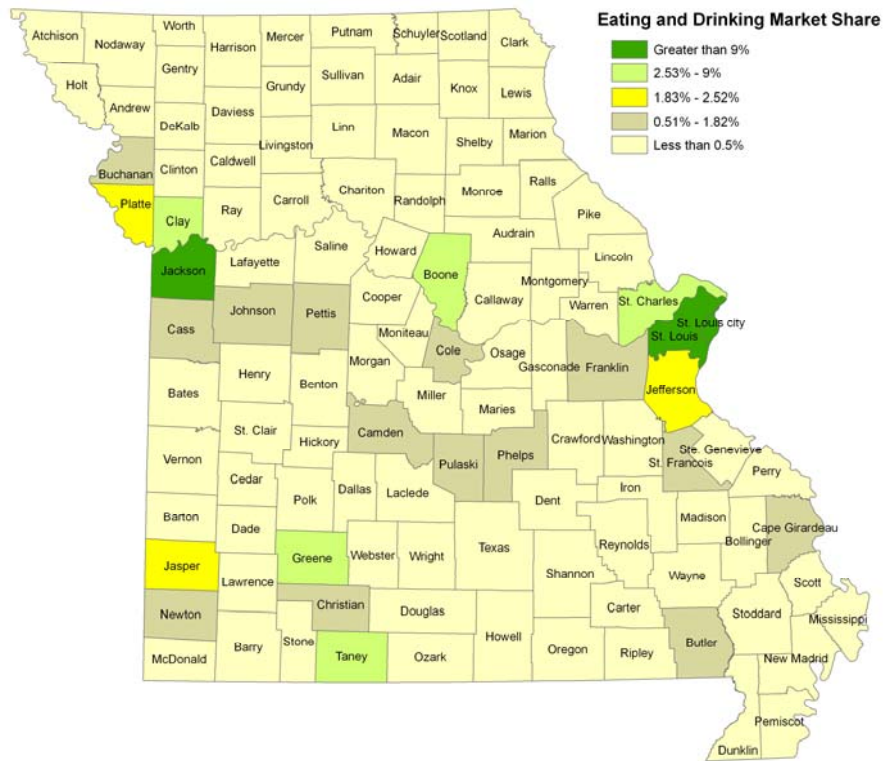 Eating and Drinking Market Share
Greater than 9%
2.53% - 9%
1.83% - 2.52%
0.51% - 1.82%
Less than 0.5%
Atchison
Nodaway
Worth
Harrison
Mercer
Putnam
Schuyler
Scotland
Clark
Gentry
Sullivan
Adair
Holt
Andrew
Grundy
Knox
Lewis
DeKalb
Daviess
Linn
Macon
Shelby
Marion
Livingston
Buchanan
Clinton
Caldwell
Chariton
Randolph
Monroe
Ralls
Platte
Clay
Ray
Carroll
Pike
Audrain
Saline
Howard
Boone
Lincoln
Jackson
Lafayette
Montgomery
Callaway
Cooper
Warren
St. Charles
St. Louis city
St. Louis
Cass
Johnson
Pettis
Moniteau
Cole
Osage
Gasconade
Franklin
Morgan
Jefferson
Bates
Henry
Benton
Miller
Maries
St. Clair
Hickory
Camden
Pulaski
Phelps
Crawford
Washington
Ste. Genevieve
St. Francois
Vernon
Cedar
Polk
Dallas
Laclede
Dent
Iron
Perry
Barton
Dade
Madison
Bollinger
Cape Girardeau
Jasper
Greene
Webster
Wright
Texas
Reynolds
Lawrence
Shannon
Wayne
Scott
Newton
Christian
Douglas
Carter
Stoddard
Mississippi
McDonald
Barry
Stone
Taney
Ozark
Howell
Oregon
Ripley
Butler
New Madrid
Pemiscot
Dunklin